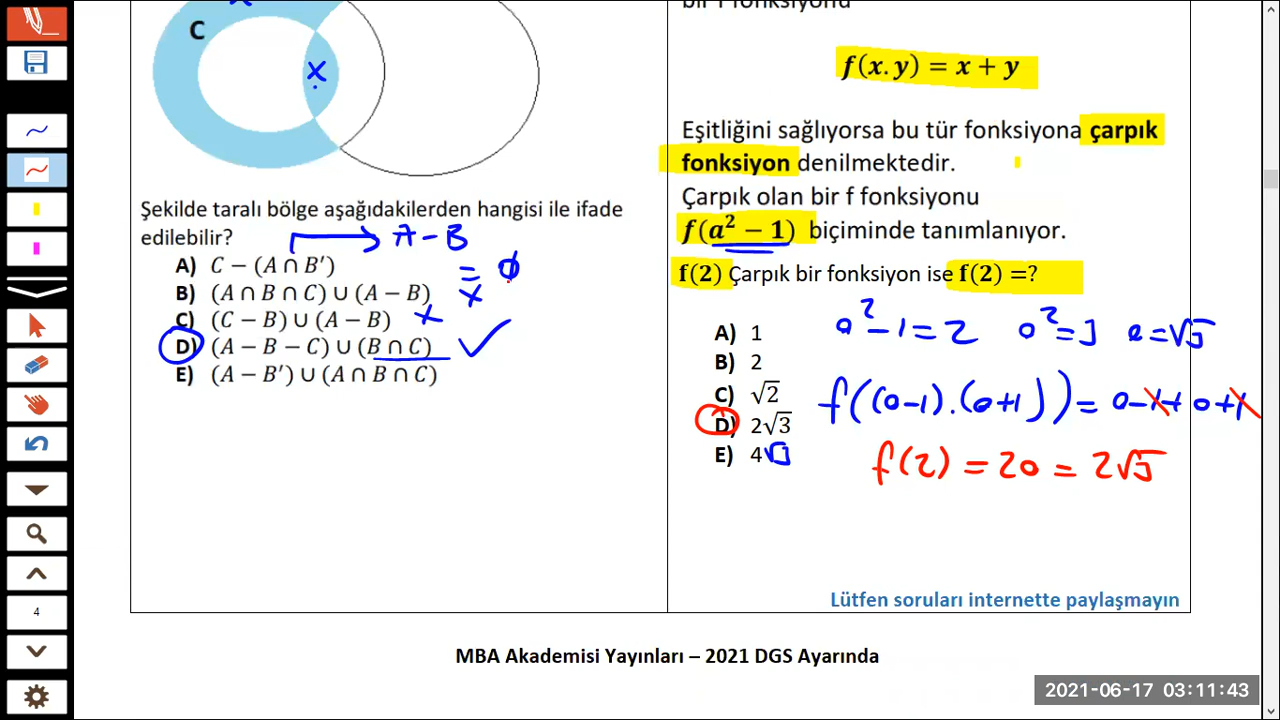 C
x
Şekilde taralı bölge aşağıdakilerden hangisi ile ifade
edilebilir?
A - B
A) C − (A ∩ B′)
= ∅
B) (A ∩ B ∩ C) ∪ (A − B) x
C) (C − B) ∪ (A − B) x
D) (A − B − C) ∪ (B ∩ C) ✓
E) (A − B′) ∪ (A ∩ B ∩ C)
bir f fonksiyonu
f(x.y) = x + y
Eşitliğini sağlıyorsa bu tür fonksiyona çarpık
fonksiyon denilmektedir.
Çarpık olan bir f fonksiyonu
f(a² − 1) biçiminde tanımlanıyor.
f(2) Çarpık bir fonksiyon ise f(2) =?
A) 1
B) 2
C) √2
D) 2√3
E) 4√3
a² - 1 = 2 a² = 3 a = √3
f((a-1).(a+1)) = a-1 + a+1
f(2) = 2a = 2√3
Lütfen soruları internette paylaşmayın
MBA Akademisi Yayınları – 2021 DGS Ayarında
4
2021-06-17 03:11:43